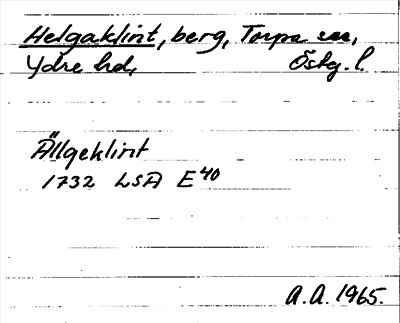 Helgaklint, berg, Torpa sn,
Ydre hd, Östg. l.
Ällgeklint
1732 LSA E40
A.A. 1965.